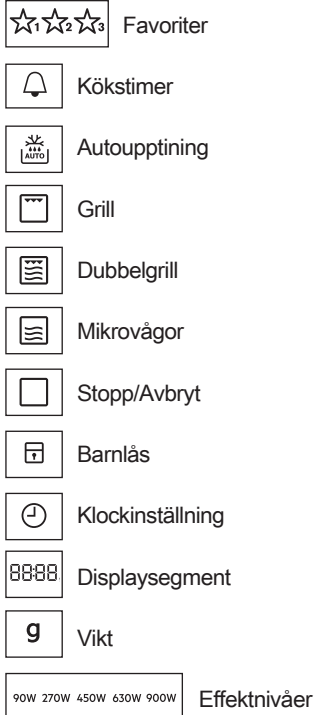 1 2 3 Favoriter
Kökstimer
AUTO Autoupptining
Grill
Dubbelgrill
Mikrovågor
Stopp/Avbryt
Barnlås
Klockinställning
88:88 Displaysegment
g Vikt
90W 270W 450W 630W 900W Effektnivåer